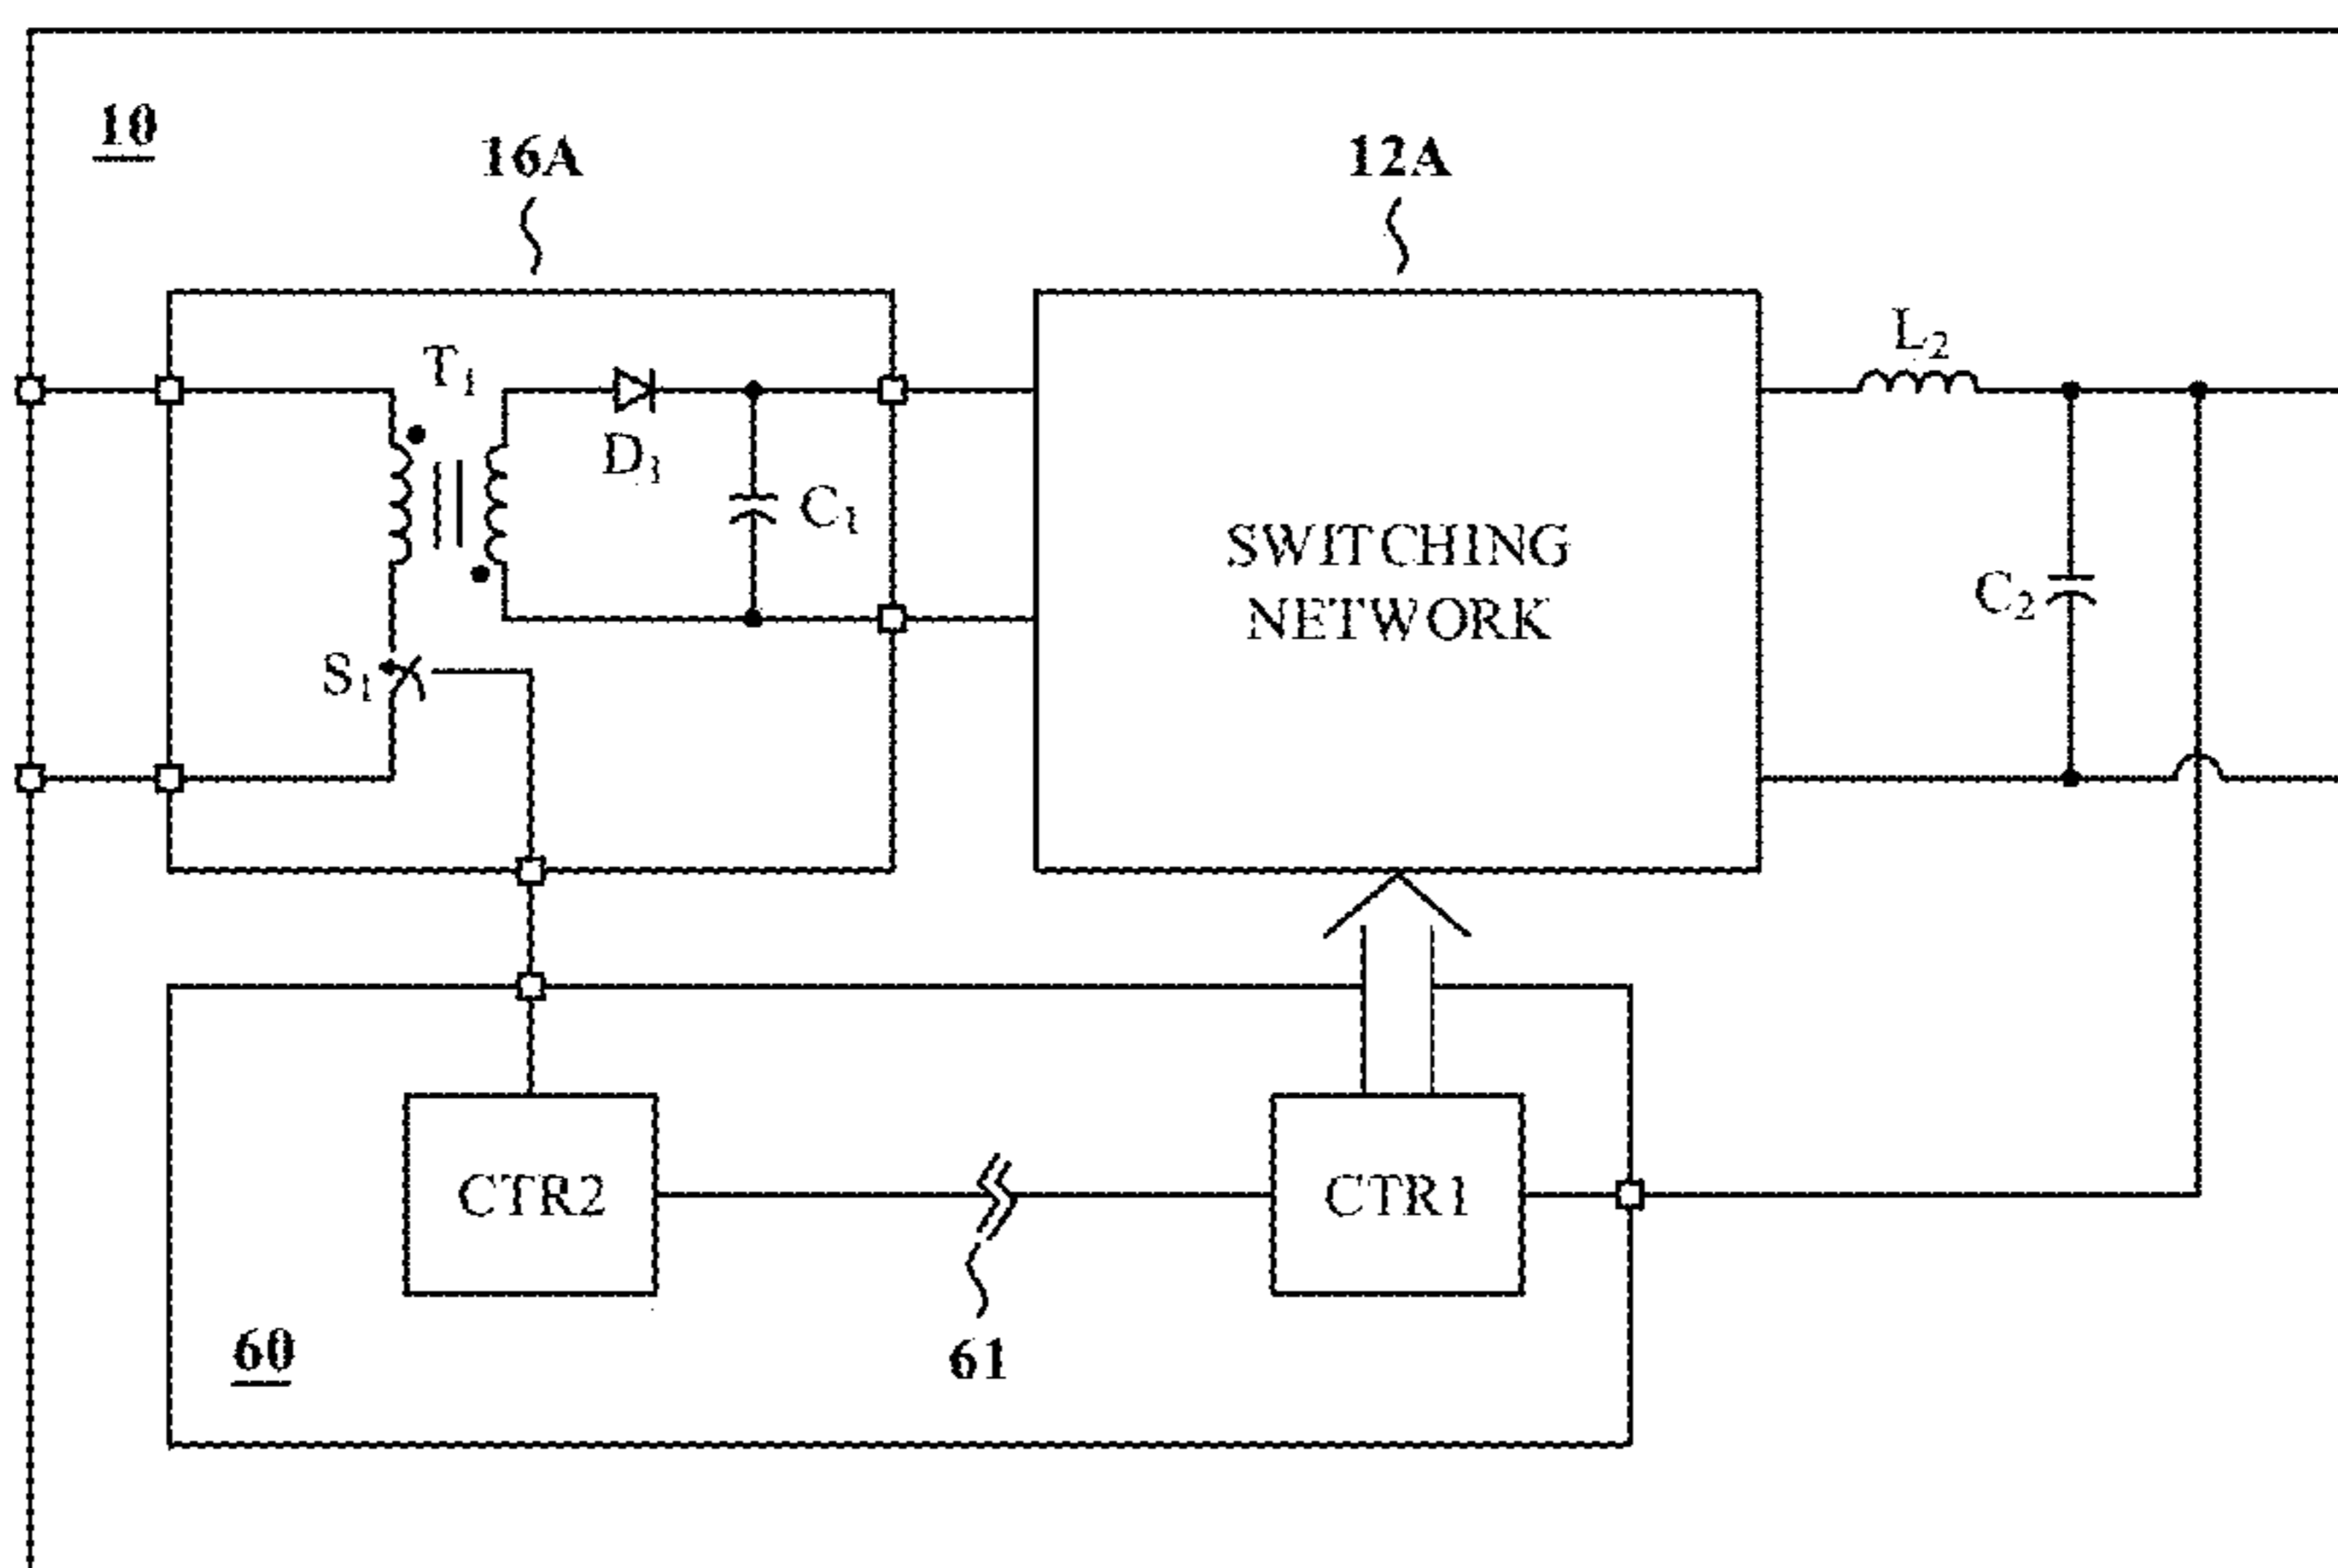 10
16A
12A
T1
D1
C1
S1
SWITCHING
NETWORK
L2
C2
CTR2
CTR1
61
60